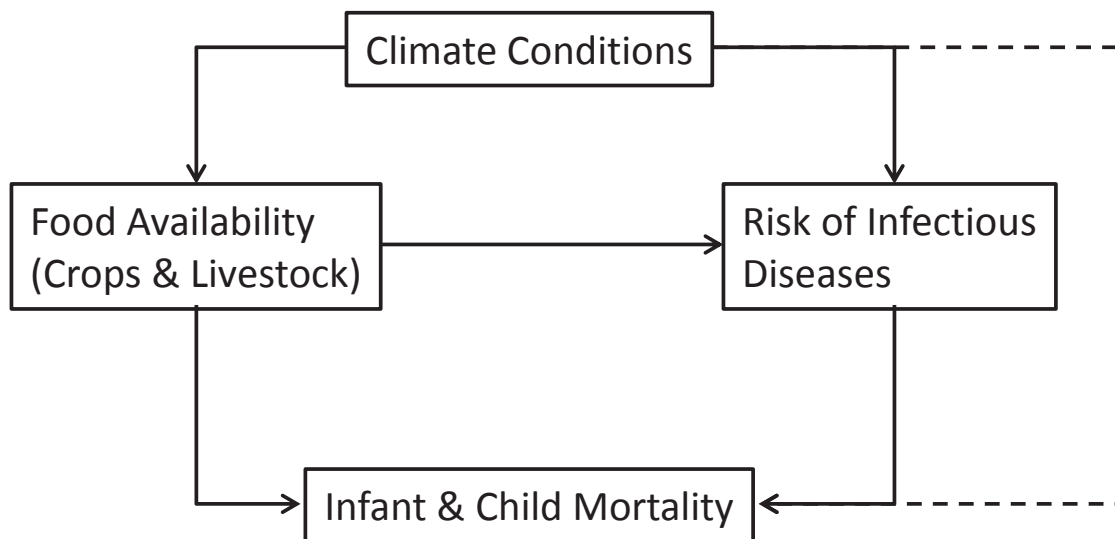 Climate Conditions
Food Availability
(Crops & Livestock)
Risk of Infectious
Diseases
Infant & Child Mortality